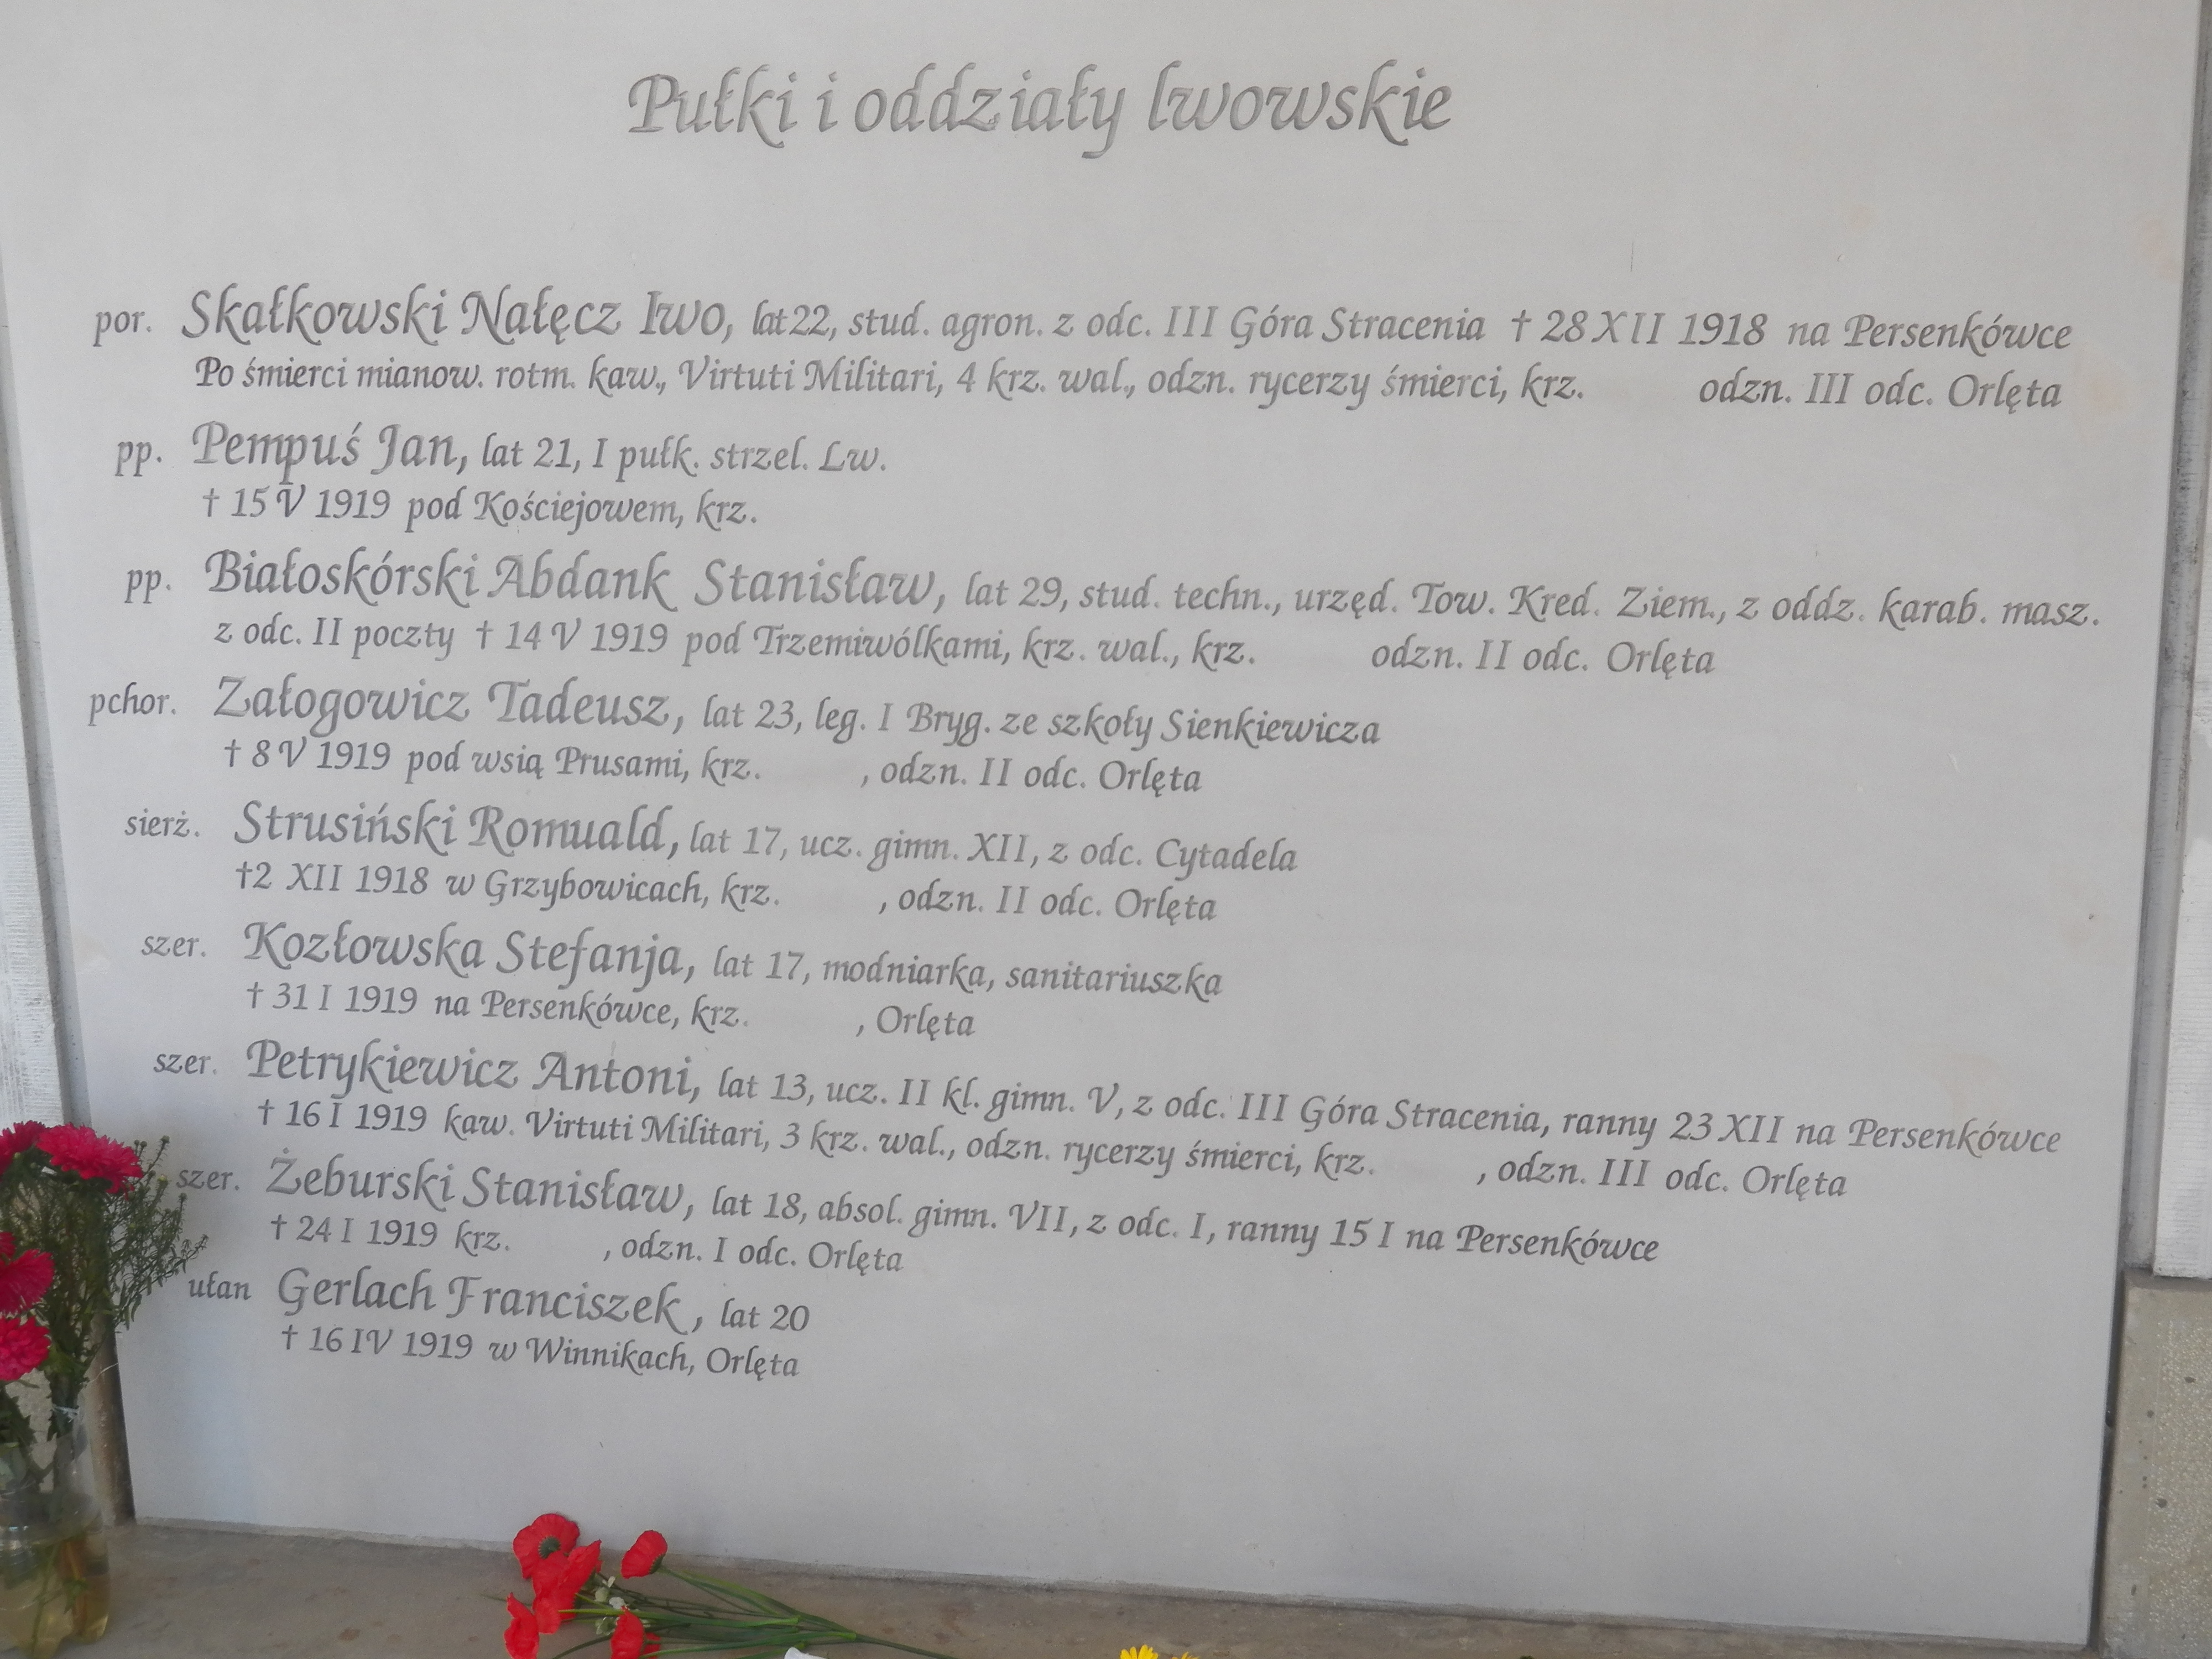 Pułki i oddziały lwowskie
por. Skałkowski Nałęcz Iwo, lat 22, stud. agron. z odc. III Góra Stracenia † 28 XII 1918 na Persenkówce
Po śmierci mianow. rotm. kaw., Virtuti Militari, 4 krz. wal., odzn. rycerzy śmierci, krz. odzn. III odc. Orlęta
pp. Pempuś Jan, lat 21, I pułk. strzel. Lw.
† 15 V 1919 pod Kościejowem, krz.
pp. Białoskórski Abdank Stanisław, lat 29, stud. techn., urzęd. Tow. Kred. Ziem., z oddz. karab. masz.
z odc. II poczty † 14 V 1919 pod Trzemiwólkami, krz. wal., krz. odzn. II odc. Orlęta
pchor. Załogowicz Tadeusz, lat 23, leg. I Bryg. ze szkoły Sienkiewicza
† 8 V 1919 pod wsią Prusami, krz. , odzn. II odc. Orlęta
sierż. Strusiński Romuald, lat 17, ucz. gimn. XII, z odc. Cytadela
†2 XII 1918 w Grzybowicach, krz. , odzn. II odc. Orlęta
szer. Kozłowska Stefanja, lat 17, modniarka, sanitariuszka
† 31 I 1919 na Persenkówce, krz. , Orlęta
szer. Petrykiewicz Antoni, lat 13, ucz. II kl. gimn. V, z odc. III Góra Stracenia, ranny 23 XII na Persenkówce
† 16 I 1919 kaw. Virtuti Militari, 3 krz. wal., odzn. rycerzy śmierci, krz. , odzn. III odc. Orlęta
szer. Żeburski Stanisław, lat 18, absol. gimn. VII, z odc. I, ranny 15 I na Persenkówce
† 24 I 1919 krz. , odzn. I odc. Orlęta
ułan Gerlach Franciszek, lat 20
† 16 IV 1919 w Winnikach, Orlęta